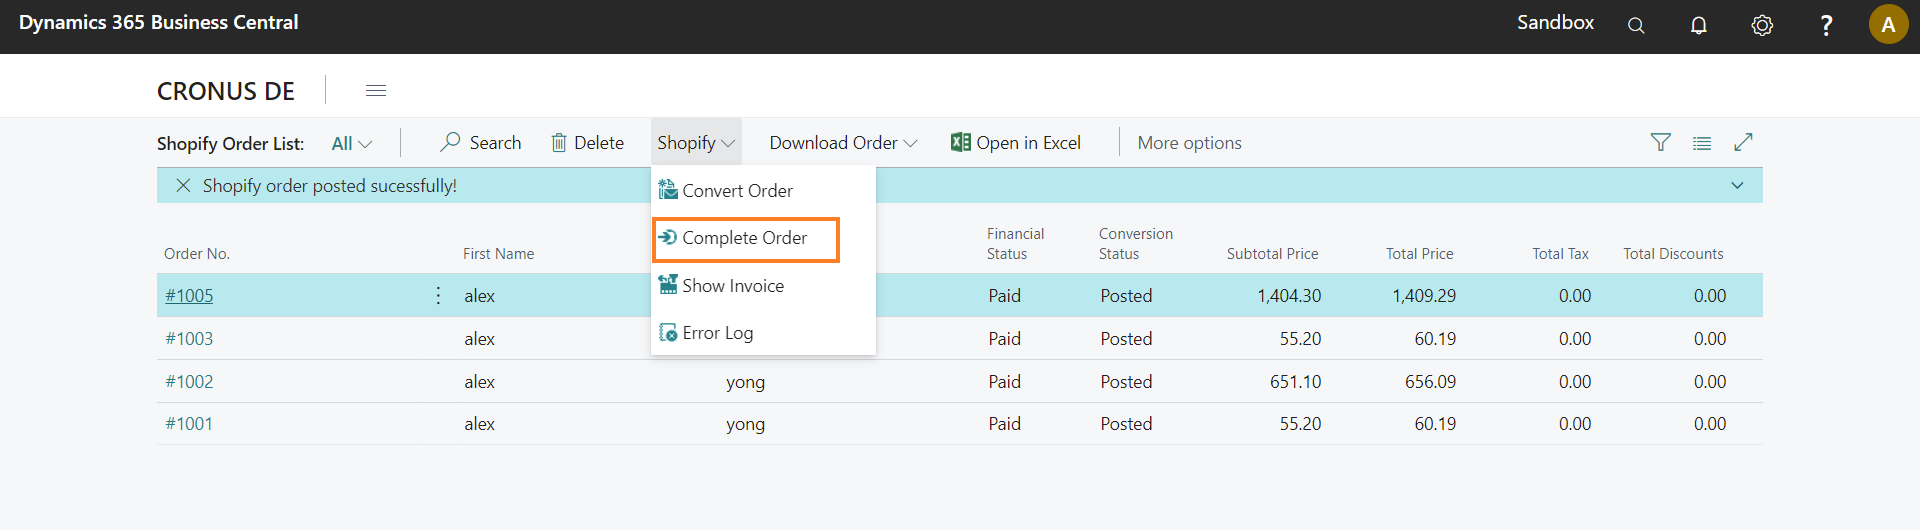 Dynamics 365 Business Central Sandbox ? A
CRONUS DE
Shopify Order List: All Search Delete Shopify Download Order Open in Excel More options
Shopify order posted sucessfully!
Convert Order
Complete Order
Show Invoice
Error Log
Order No. First Name Financial Status Conversion Status Subtotal Price Total Price Total Tax Total Discounts
#1005 alex Paid Posted 1,404.30 1,409.29 0.00 0.00
#1003 alex Paid Posted 55.20 60.19 0.00 0.00
#1002 alex yong Paid Posted 651.10 656.09 0.00 0.00
#1001 alex yong Paid Posted 55.20 60.19 0.00 0.00